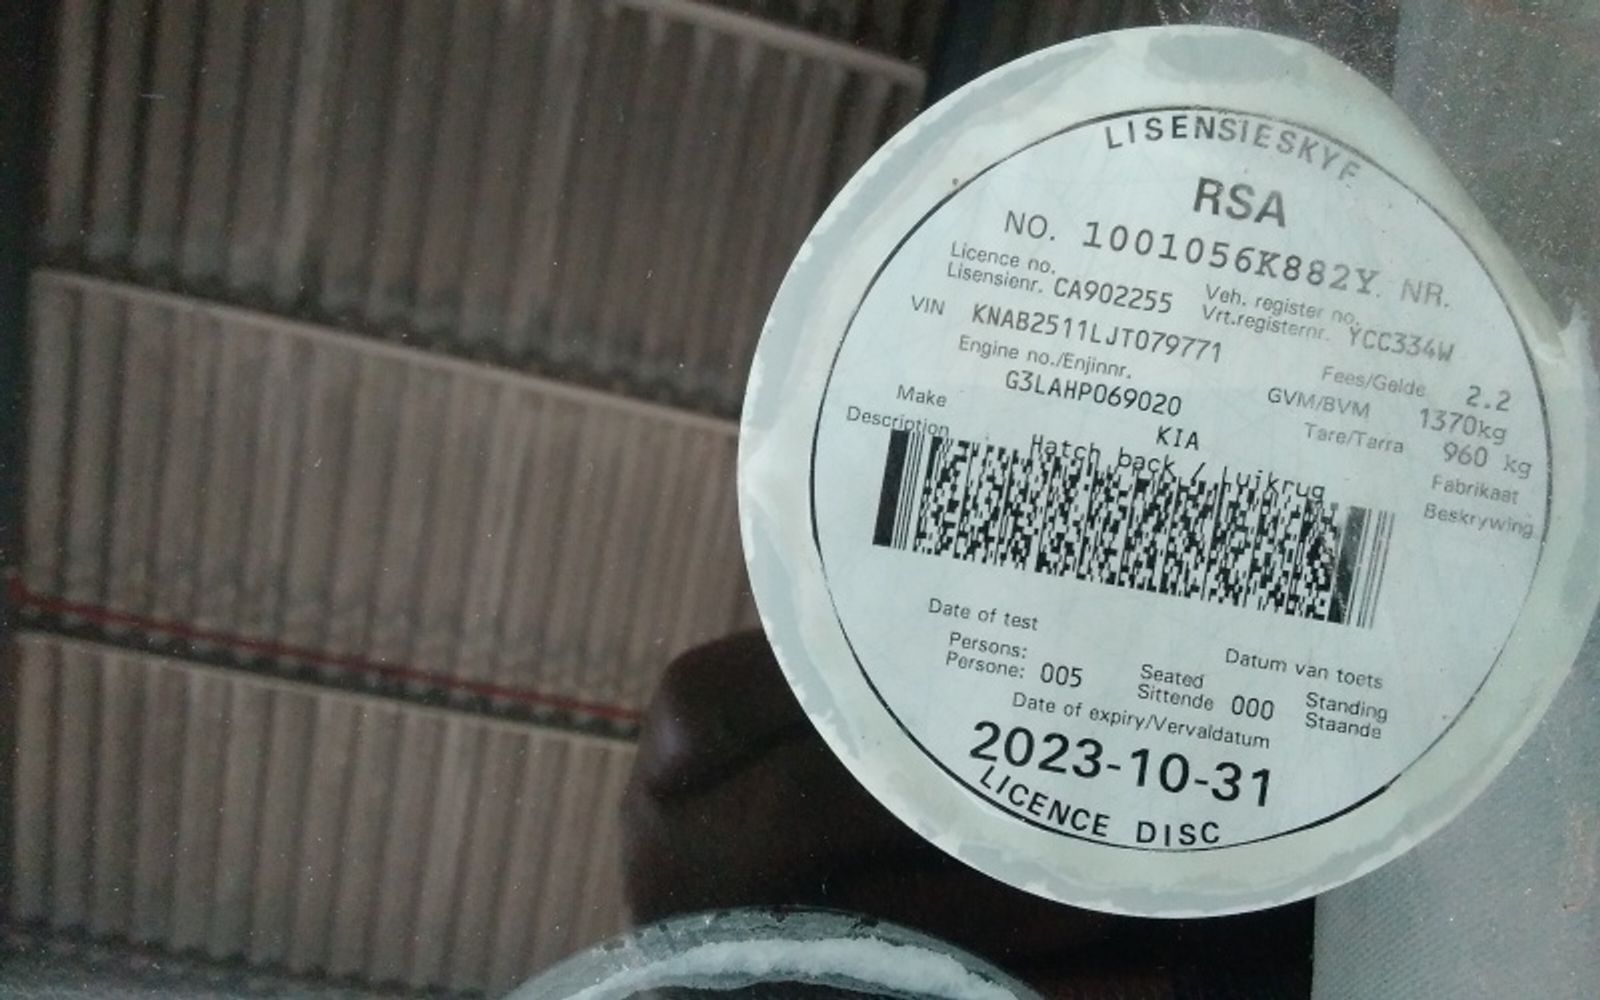 LISENSIESKYF
RSA
NO. 1001056K882Y NR.
Licence no. Veh. register no.
Lisensienr. CA902255 Vrt.registernr. YCC334W
VIN KNAB2511LJT079771
Fees/Gelde 2.2
Engine no./Enjinnr. GVM/BVM 1370kg
G3LAHP069020 Tare/Tarra 960 kg
Make KIA Fabrikaat
Description Hatch back / Luikrug Beskrywing
Date of test Datum van toets
Persons: Seated Standing
Persone: 005 Sittende 000 Staande
Date of expiry/Vervaldatum
2023-10-31
LICENCE DISC